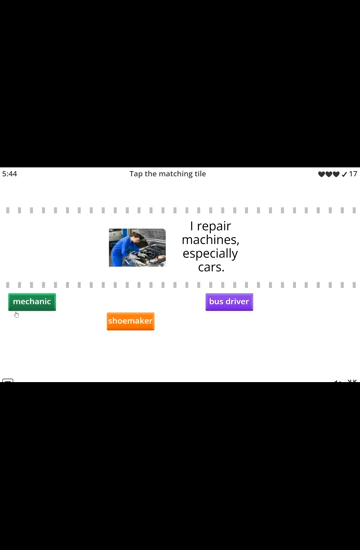 5:44
Tap the matching tile
17
I repair
machines,
especially
cars.
mechanic
bus driver
shoemaker